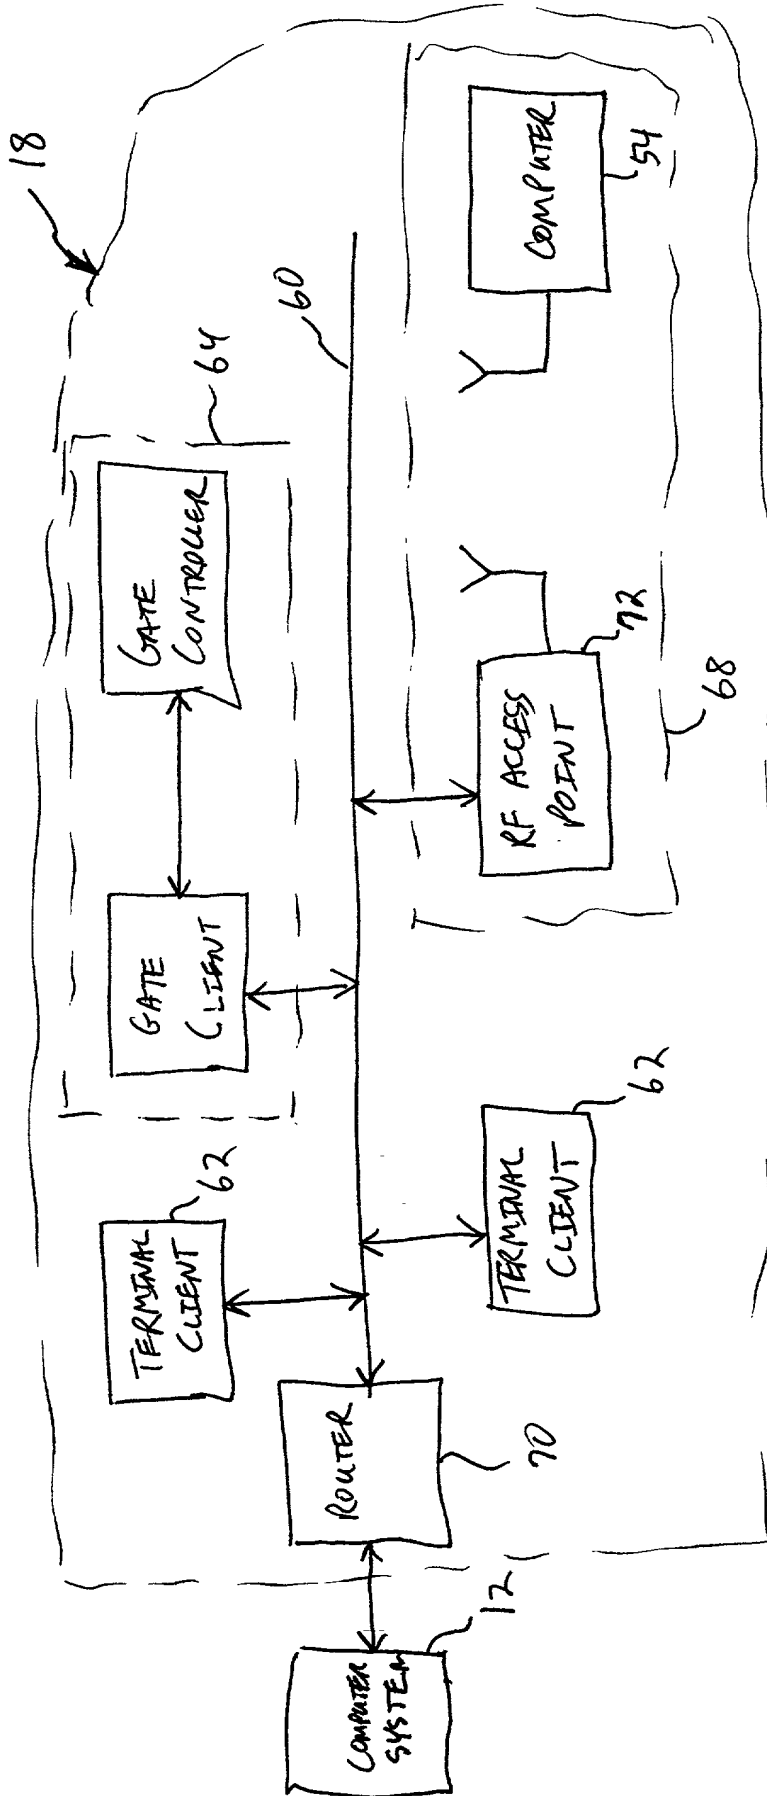 18
64
GATE
CONTROLLER
GATE
CLIENT
60
COMPUTER
54
RF ACCESS
POINT
72
68
TERMINAL
CLIENT
62
TERMINAL
CLIENT
62
ROUTER
70
COMPUTER
SYSTEM
12